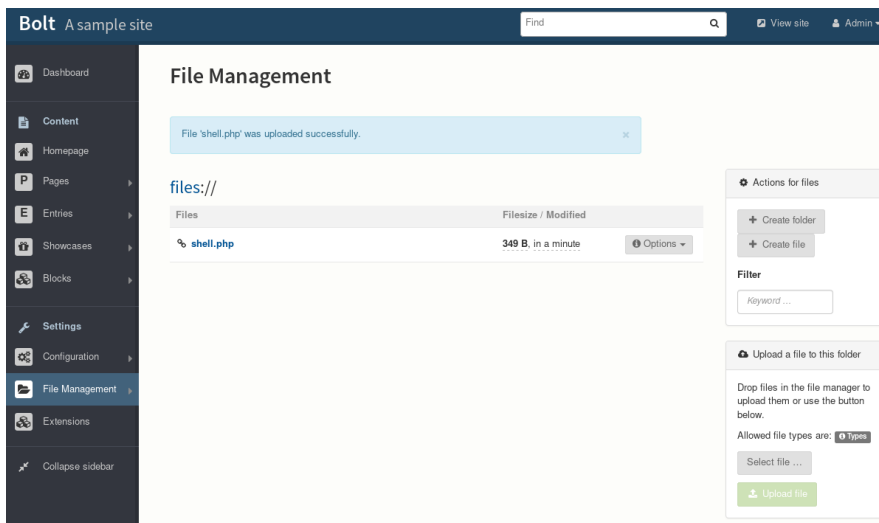 Bolt A sample site
Find
View site
Admin
Dashboard
Content
Homepage
P Pages
E Entries
Showcases
Blocks
Settings
Configuration
File Management
Extensions
Collapse sidebar
File Management
File 'shell.php' was uploaded successfully. ×
files://
Files Filesize / Modified
shell.php 349 B, in a minute Options
Actions for files
+ Create folder
+ Create file
Filter
Keyword ...
Upload a file to this folder
Drop files in the file manager to
upload them or use the button
below.
Allowed file types are: Types
Select file ...
Upload file